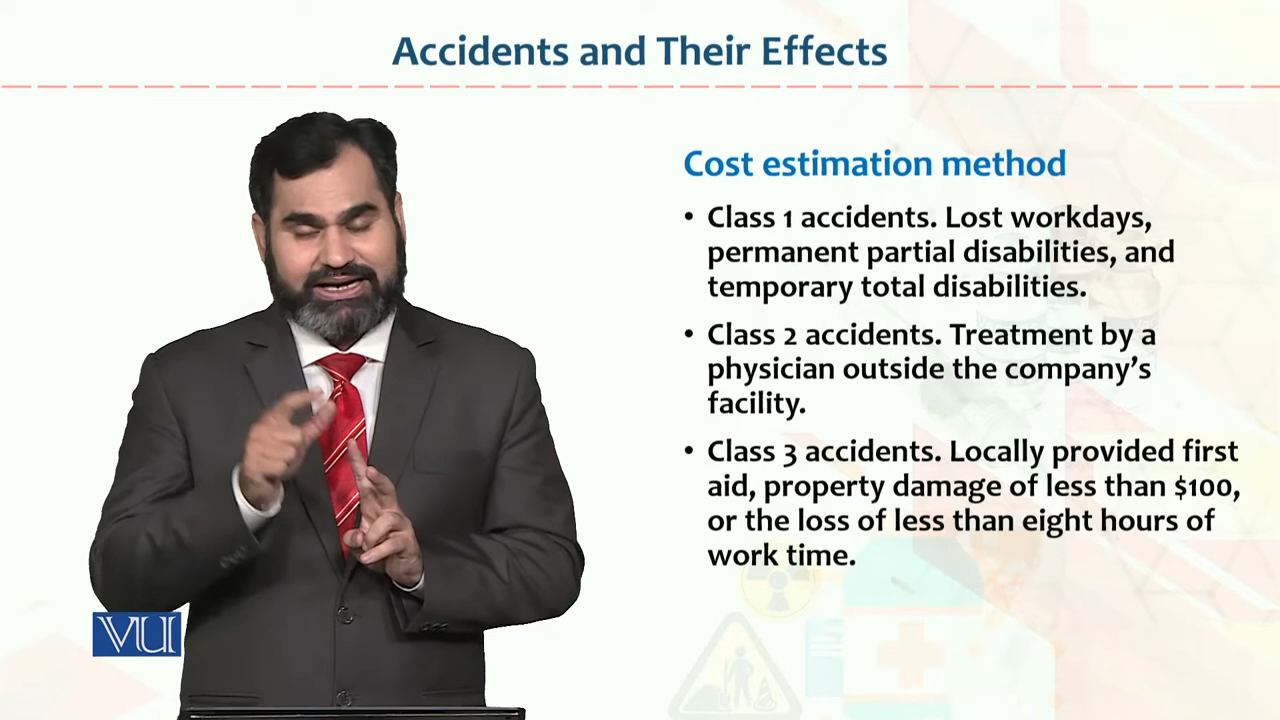 Accidents and Their Effects
Cost estimation method
• Class 1 accidents. Lost workdays,
permanent partial disabilities, and
temporary total disabilities.
• Class 2 accidents. Treatment by a
physician outside the company's
facility.
• Class 3 accidents. Locally provided first
aid, property damage of less than $100,
or the loss of less than eight hours of
work time.
VU